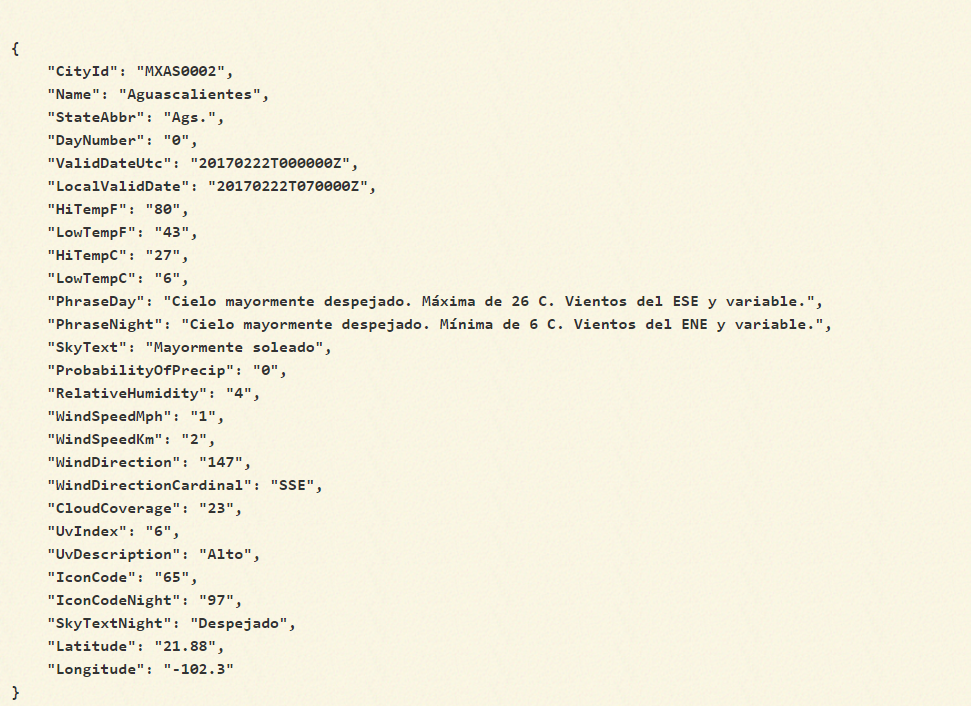 {
    "CityId": "MXAS0002",
    "Name": "Aguascalientes",
    "StateAbbr": "Ags.",
    "DayNumber": "0",
    "ValidDateUtc": "20170222T000000Z",
    "LocalValidDate": "20170222T070000Z",
    "HiTempF": "80",
    "LowTempF": "43",
    "HiTempC": "27",
    "LowTempC": "6",
    "PhraseDay": "Cielo mayormente despejado. Máxima de 26 C. Vientos del ESE y variable.",
    "PhraseNight": "Cielo mayormente despejado. Mínima de 6 C. Vientos del ENE y variable.",
    "SkyText": "Mayormente soleado",
    "ProbabilityOfPrecip": "0",
    "RelativeHumidity": "4",
    "WindSpeedMph": "1",
    "WindSpeedKm": "2",
    "WindDirection": "147",
    "WindDirectionCardinal": "SSE",
    "CloudCoverage": "23",
    "UvIndex": "6",
    "UvDescription": "Alto",
    "IconCode": "65",
    "IconCodeNight": "97",
    "SkyTextNight": "Despejado",
    "Latitude": "21.88",
    "Longitude": "-102.3"
}